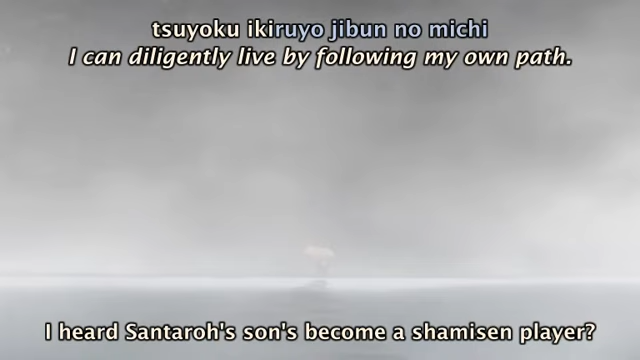 tsuyoku ikiruyo jibun no michi
I can diligently live by following my own path.
I heard Santaroh's son's become a shamisen player?